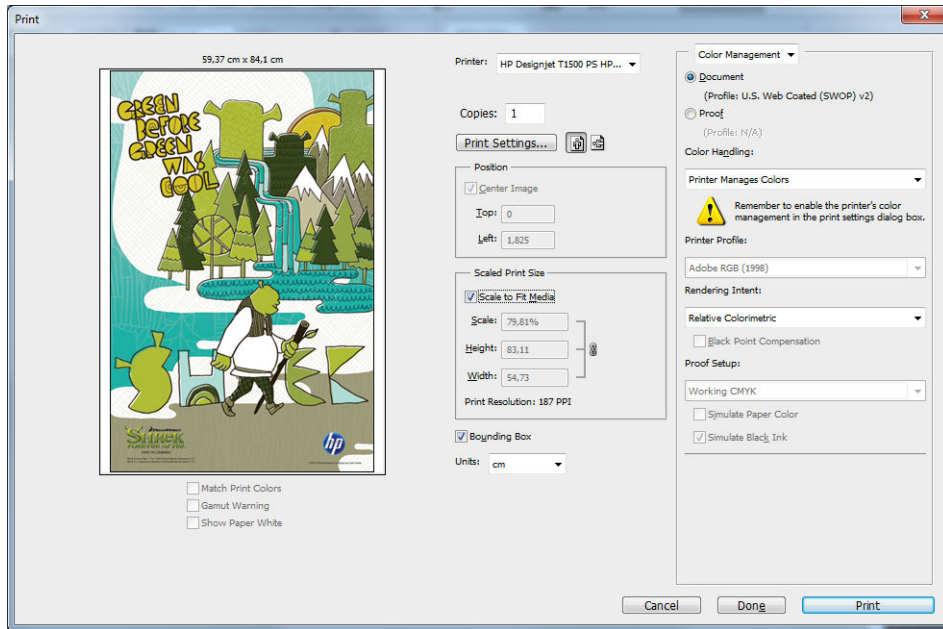 Print
59,37 cm x 84,1 cm
GREEN
BEFORE
GREEN
WAS
COOL
SHREK
SHREK
hp
Match Print Colors
Gamut Warning
Show Paper White
Printer: HP Designjet T1500 PS HP...
Copies: 1
Print Settings...
Position
Center Image
Top: 0
Left: 1,825
Scaled Print Size
Scale to Fit Media
Scale: 79,81%
Height: 83,11
Width: 54,73
Print Resolution: 187 PPI
Bounding Box
Units: cm
Color Management
Document
(Profile: U.S. Web Coated (SWOP) v2)
Proof
(Profile: N/A)
Color Handling:
Printer Manages Colors
Remember to enable the printer's color
management in the print settings dialog box.
Printer Profile:
Adobe RGB (1998)
Rendering Intent:
Relative Colorimetric
Black Point Compensation
Proof Setup:
Working CMYK
Simulate Paper Color
Simulate Black Ink
Cancel
Done
Print